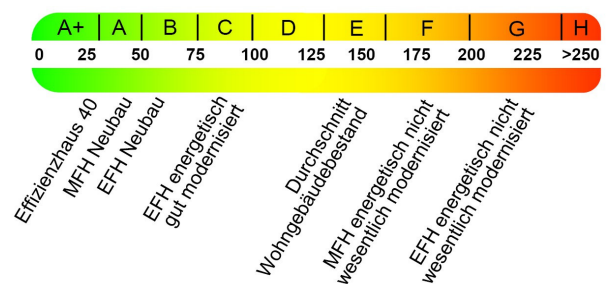 A+ A B C D E F G H
0 25 50 75 100 125 150 175 200 225 >250
Effizienzhaus 40
MFH Neubau
EFH Neubau
EFH energetisch
gut modernisiert
Durchschnitt
Wohngebäudebestand
MFH energetisch nicht
wesentlich modernisiert
EFH energetisch nicht
wesentlich modernisiert